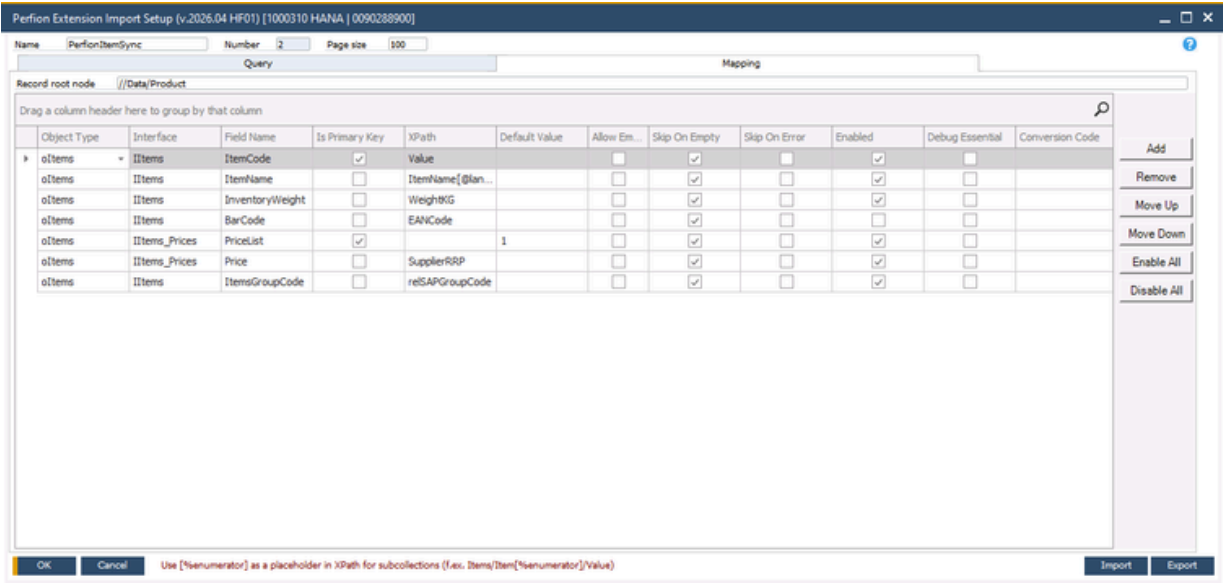 Perfion Extension Import Setup (v.2026.04 HF01) [1000310 HANA | 0090288900]
Name PerfionItemSync Number 2 Page size 100
Query Mapping
Record root node //Data/Product
Drag a column header here to group by that column
Object Type Interface Field Name Is Primary Key XPath Default Value Allow Em... Skip On Empty Skip On Error Enabled Debug Essential Conversion Code
oItems IItems ItemCode Value
oItems IItems ItemName ItemName[@lan...
oItems IItems InventoryWeight WeightKG
oItems IItems BarCode EANCode
oItems IItems_Prices PriceList 1
oItems IItems_Prices Price SupplierRRP
oItems IItems ItemsGroupCode relSAPGroupCode
Add
Remove
Move Up
Move Down
Enable All
Disable All
OK Cancel Use [%enumerator] as a placeholder in XPath for subcollections (f.ex. Items/Item[%enumerator]/Value) Import Export